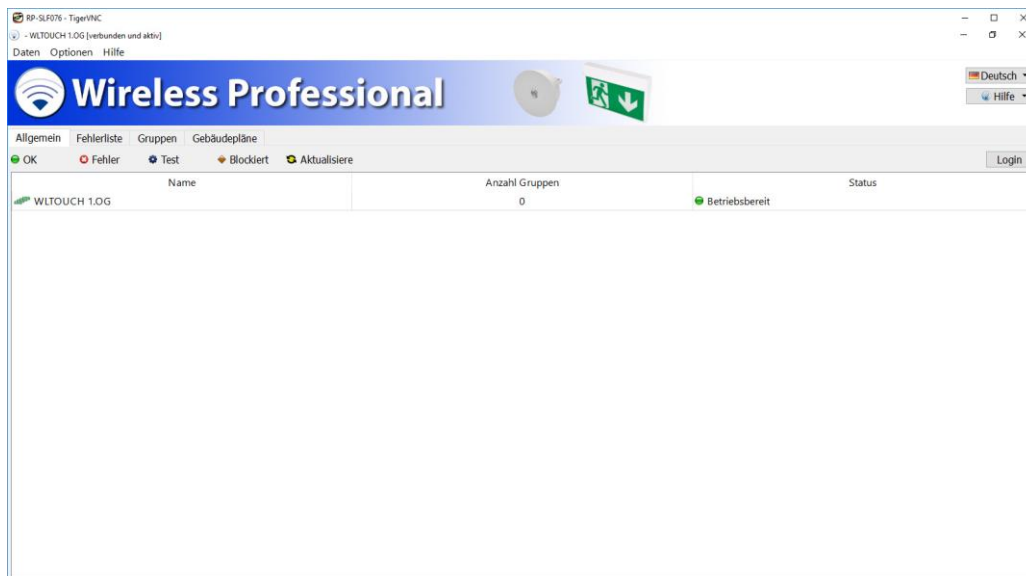 RP-SLF076 - TigerVNC
- WLTOUCH 1.OG [verbunden und aktiv]
Daten Optionen Hilfe
Wireless Professional
Deutsch
Hilfe
Allgemein Fehlerliste Gruppen Gebäudepläne
OK Fehler Test Blockiert Aktualisiere Login
Name Anzahl Gruppen Status
WLTOUCH 1.OG 0 Betriebsbereit